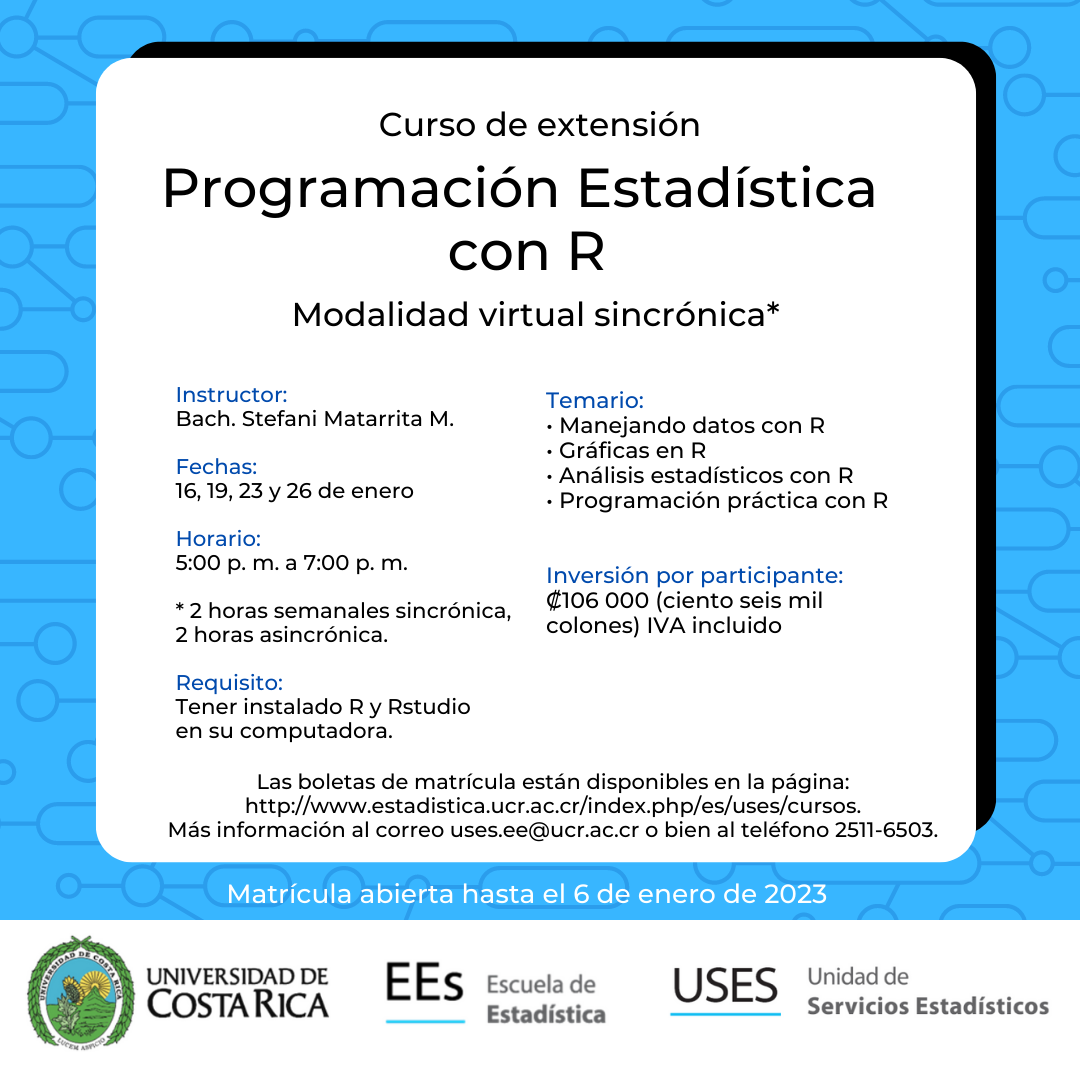 Curso de extensión
Programación Estadística
con R
Modalidad virtual sincrónica*
Instructor:
Bach. Stefani Matarrita M.
Fechas:
16, 19, 23 y 26 de enero
Horario:
5:00 p. m. a 7:00 p. m.
* 2 horas semanales sincrónica,
2 horas asincrónica.
Requisito:
Tener instalado R y Rstudio
en su computadora.
Temario:
• Manejando datos con R
• Gráficas en R
• Análisis estadísticos con R
• Programación práctica con R
Inversión por participante:
₡106 000 (ciento seis mil
colones) IVA incluido
Las boletas de matrícula están disponibles en la página:
http://www.estadistica.ucr.ac.cr/index.php/es/uses/cursos.
Más información al correo uses.ee@ucr.ac.cr o bien al teléfono 2511-6503.
Matrícula abierta hasta el 6 de enero de 2023
UNIVERSIDAD DE COSTA RICA
LUCEM ASPICIO
UNIVERSIDAD DE
COSTA RICA
EEs
Escuela de
Estadística
USES
Unidad de
Servicios Estadísticos